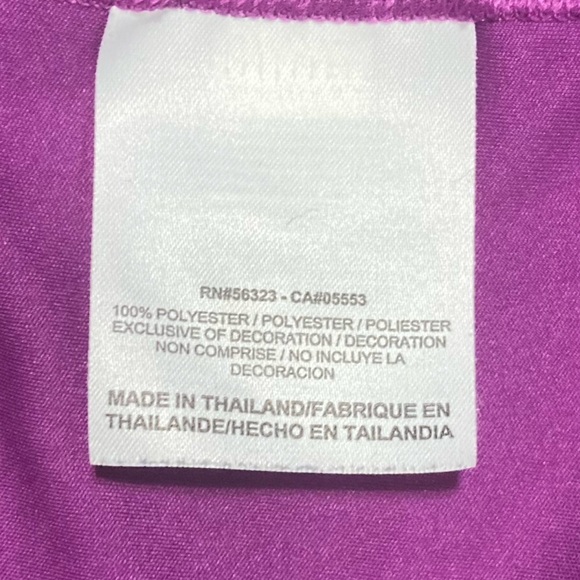 RN#56323 - CA#05553
100% POLYESTER / POLYESTER / POLIESTER
EXCLUSIVE OF DECORATION / DECORATION
NON COMPRISE / NO INCLUYE LA
DECORACION
MADE IN THAILAND/FABRIQUE EN
THAILANDE/HECHO EN TAILANDIA